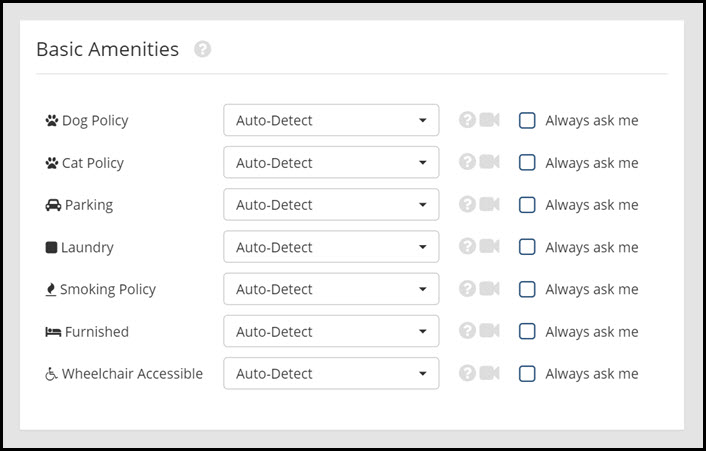 Basic Amenities ?
Dog Policy Auto-Detect ? Always ask me
Cat Policy Auto-Detect ? Always ask me
Parking Auto-Detect ? Always ask me
Laundry Auto-Detect ? Always ask me
Smoking Policy Auto-Detect ? Always ask me
Furnished Auto-Detect ? Always ask me
Wheelchair Accessible Auto-Detect ? Always ask me